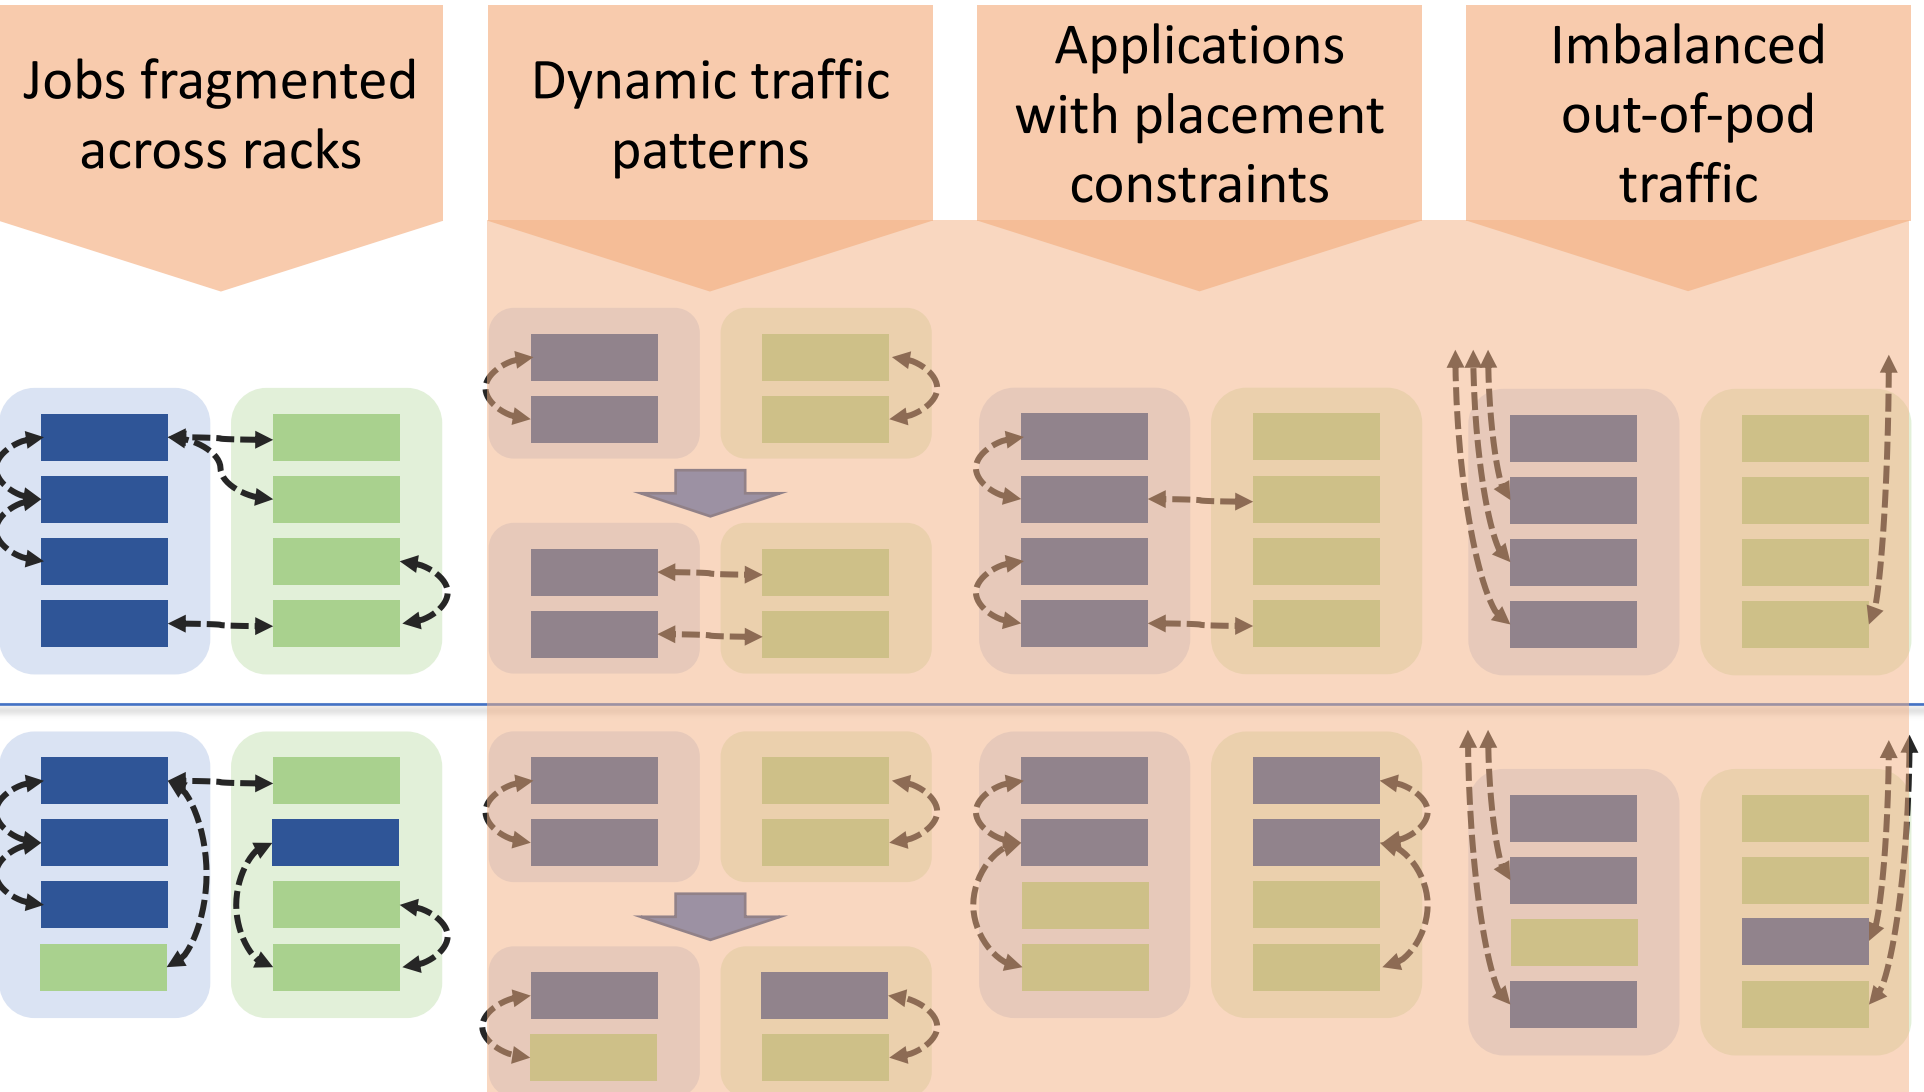 Jobs fragmented
across racks
Dynamic traffic
patterns
Applications
with placement
constraints
Imbalanced
out-of-pod
traffic